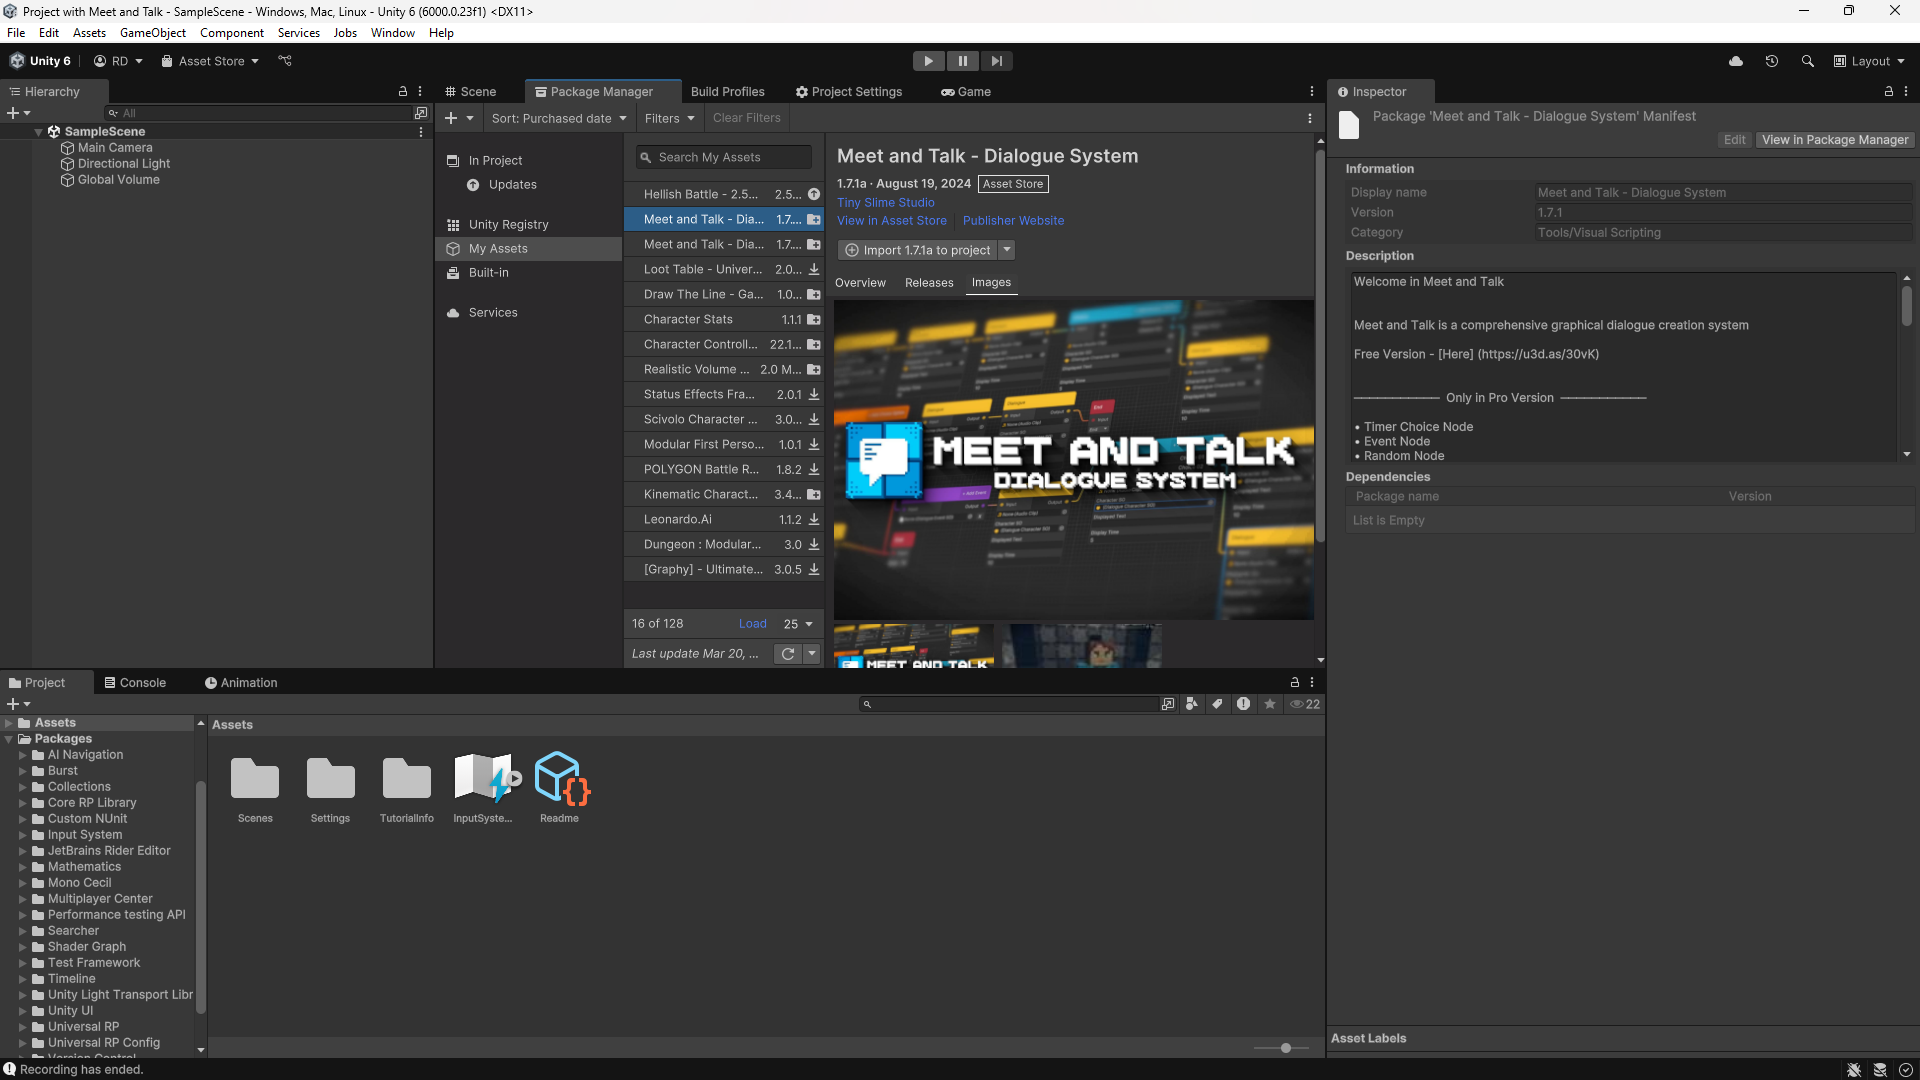 Project with Meet and Talk - SampleScene - Windows, Mac, Linux - Unity 6 (6000.0.23f1) <DX11>
File Edit Assets GameObject Component Services Jobs Window Help
Unity 6 RD Asset Store Layout
Hierarchy
All
SampleScene
Main Camera
Directional Light
Global Volume
Scene Package Manager Build Profiles Project Settings Game
Sort: Purchased date Filters Clear Filters
In Project
Updates
Unity Registry
My Assets
Built-in
Services
Search My Assets
Hellish Battle - 2.5... 2.5...
Meet and Talk - Dia... 1.7....
Meet and Talk - Dia... 1.7....
Loot Table - Univer... 2.0...
Draw The Line - Ga... 1.0...
Character Stats 1.1.1
Character Controll... 22.1...
Realistic Volume ... 2.0 M...
Status Effects Fra... 2.0.1
Scivolo Character ... 3.0...
Modular First Perso... 1.0.1
POLYGON Battle R... 1.8.2
Kinematic Charact... 3.4...
Leonardo.Ai 1.1.2
Dungeon : Modular... 3.0
[Graphy] - Ultimate... 3.0.5
16 of 128 Load 25
Last update Mar 20, ...
Meet and Talk - Dialogue System
1.7.1a · August 19, 2024 Asset Store
Tiny Slime Studio
View in Asset Store Publisher Website
Import 1.7.1a to project
Overview Releases Images
MEET AND TALK
DIALOGUE SYSTEM
MEET AND TALK
Inspector
Package 'Meet and Talk - Dialogue System' Manifest
Edit View in Package Manager
Information
Display name Meet and Talk - Dialogue System
Version 1.7.1
Category Tools/Visual Scripting
Description
Welcome in Meet and Talk
Meet and Talk is a comprehensive graphical dialogue creation system
Free Version - [Here] (https://u3d.as/30vK)
Only in Pro Version
• Timer Choice Node
• Event Node
• Random Node
Dependencies
Package name Version
List is Empty
Asset Labels
Project Console Animation
22
Assets
Packages
AI Navigation
Burst
Collections
Core RP Library
Custom NUnit
Input System
JetBrains Rider Editor
Mathematics
Mono Cecil
Multiplayer Center
Performance testing API
Searcher
Shader Graph
Test Framework
Timeline
Unity Light Transport Libr
Unity UI
Universal RP
Universal RP Config
Version Control
Assets
Scenes Settings TutorialInfo InputSyste... Readme
Recording has ended.